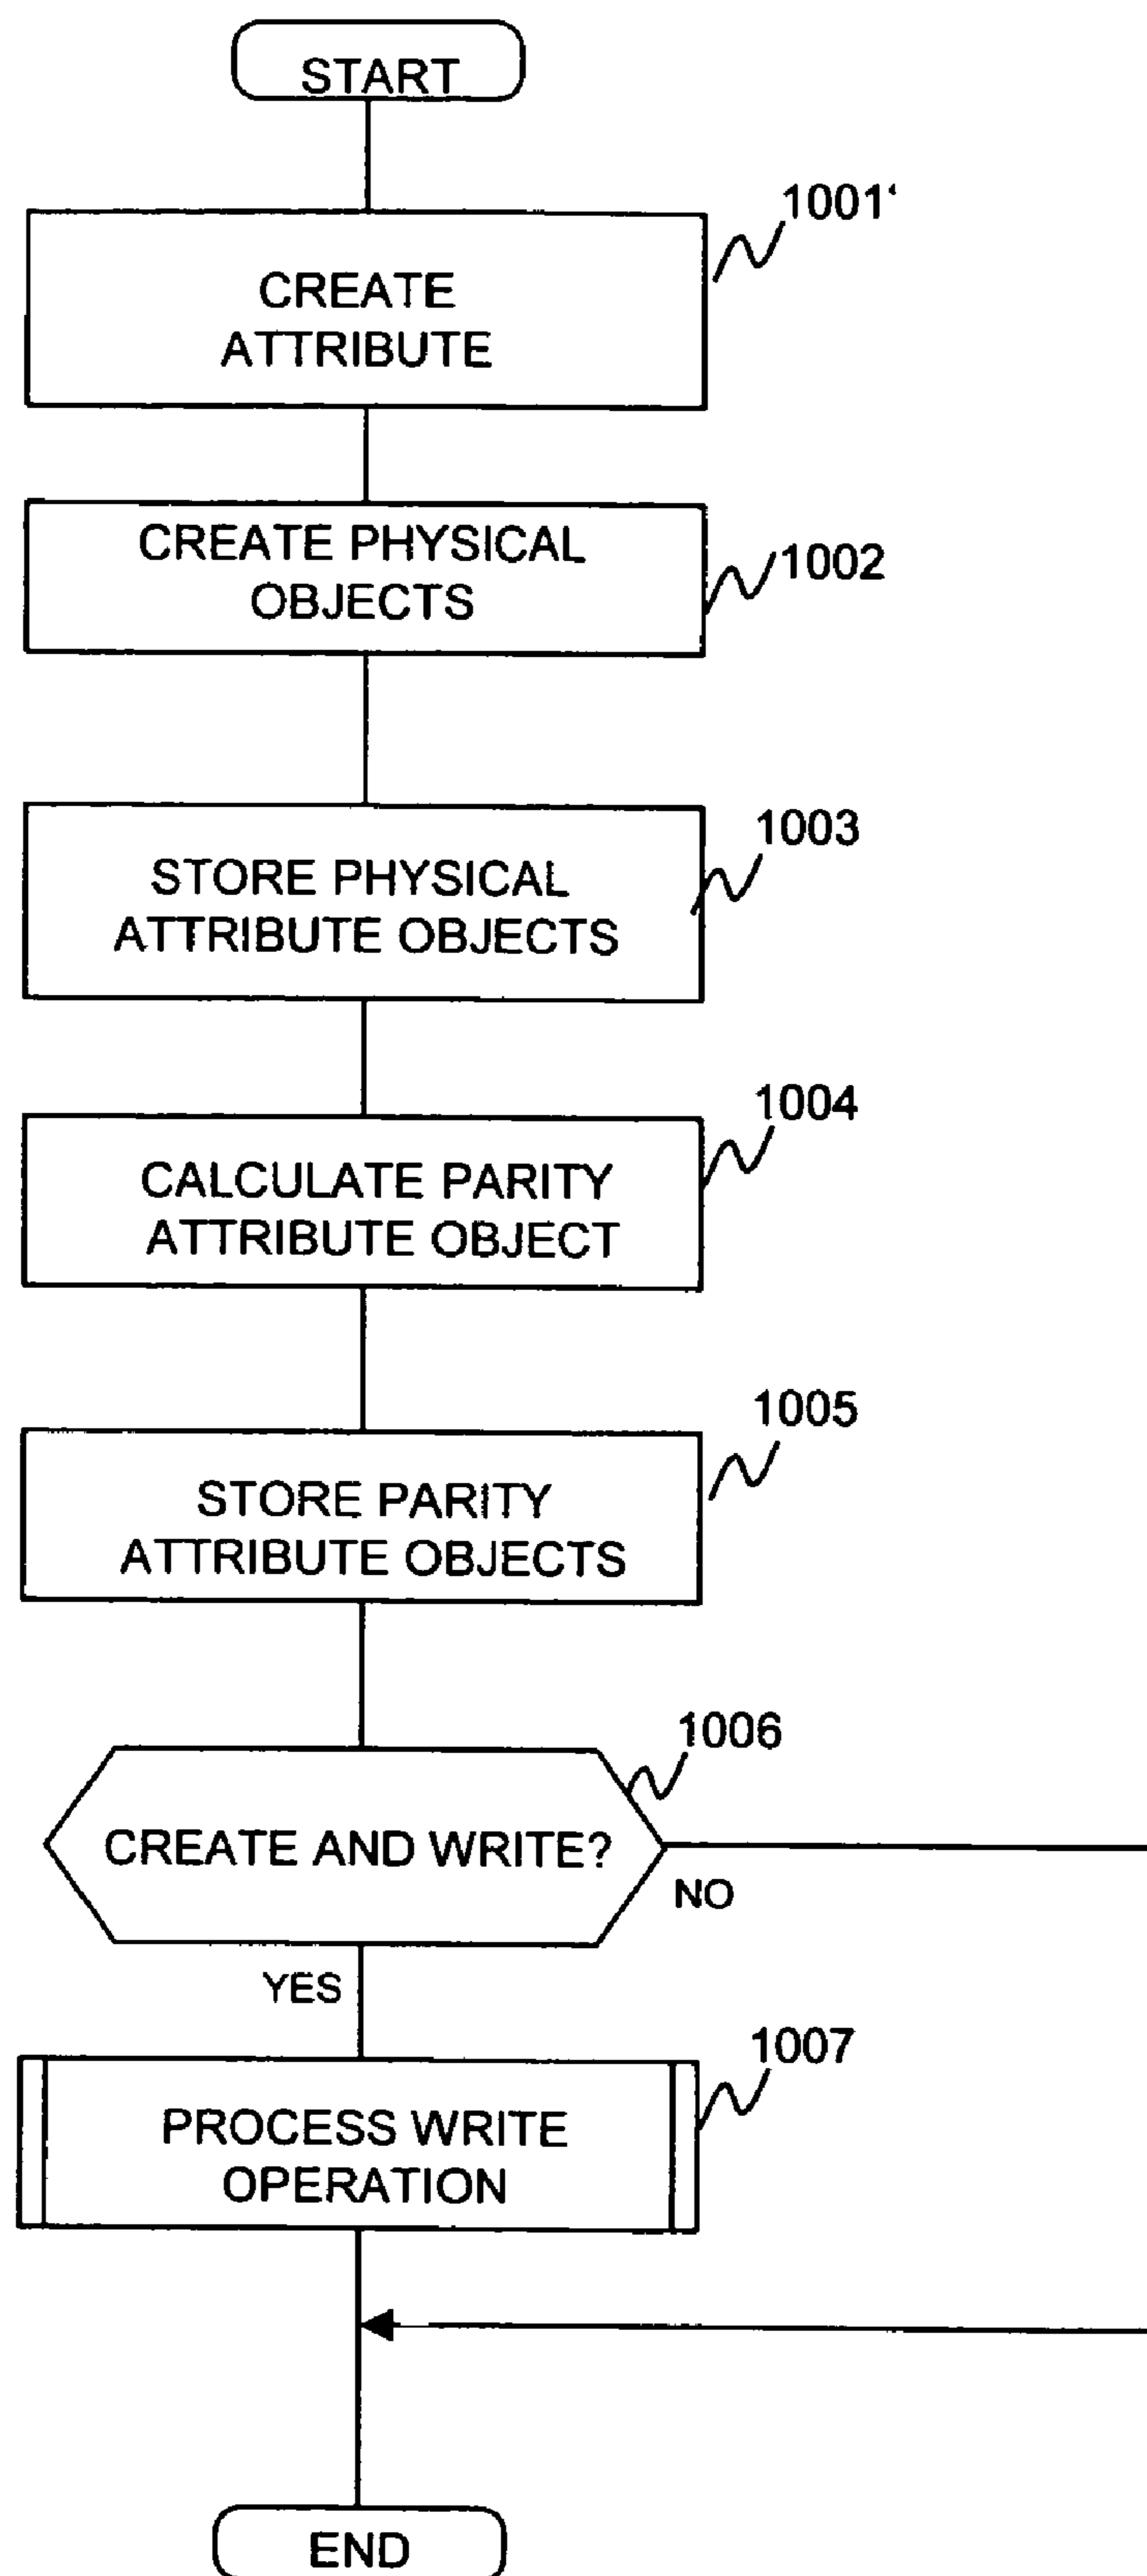 START
1001'
CREATE
ATTRIBUTE
CREATE PHYSICAL
OBJECTS
1002
1003
STORE PHYSICAL
ATTRIBUTE OBJECTS
1004
CALCULATE PARITY
ATTRIBUTE OBJECT
1005
STORE PARITY
ATTRIBUTE OBJECTS
1006
CREATE AND WRITE?
NO
YES
1007
PROCESS WRITE
OPERATION
END